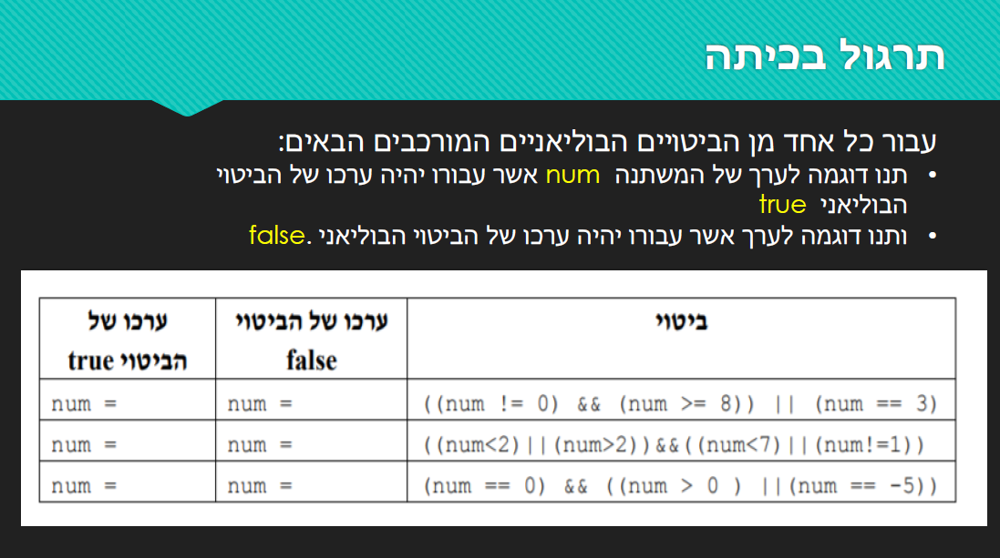 תרגול בכיתה
עבור כל אחד מן הביטויים הבוליאניים המורכבים הבאים:
• תנו דוגמה לערך של המשתנה num אשר עבורו יהיה ערכו של הביטוי
הבוליאני true
• ותנו דוגמה לערך אשר עבורו יהיה ערכו של הביטוי הבוליאני .false
ביטוי
ערכו של הביטוי
false
ערכו של
הביטוי true
((num != 0) && (num >= 8)) || (num == 3)
num =
num =
((num<2)||(num>2))&&((num<7)||(num!=1))
num =
num =
(num == 0) && ((num > 0 ) ||(num == -5))
num =
num =